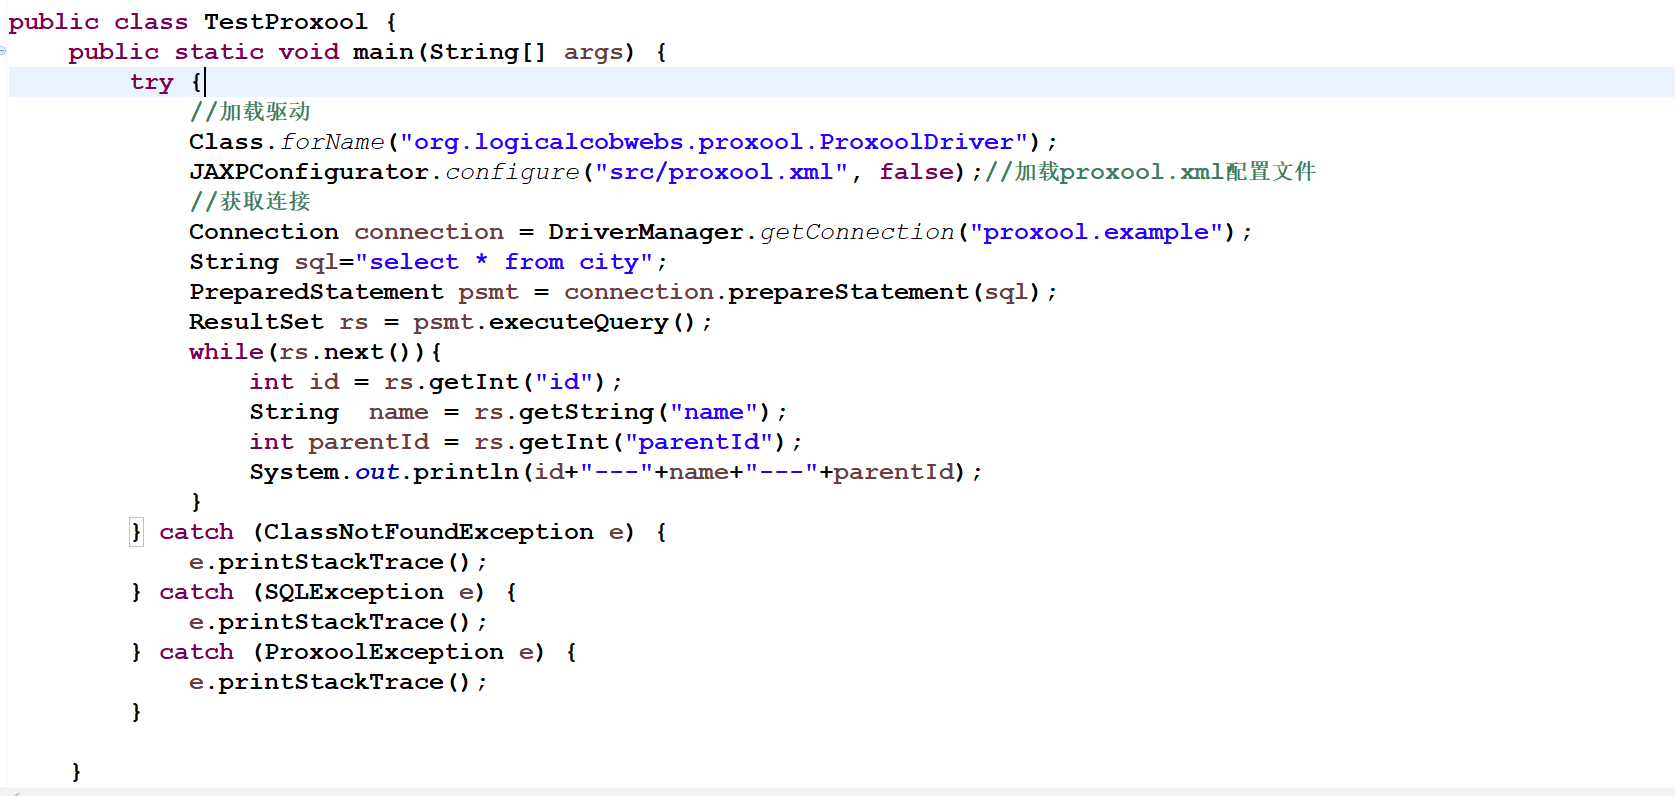 public class TestProxool {
    public static void main(String[] args) {
        try {
            //加载驱动
            Class.forName("org.logicalcobwebs.proxool.ProxoolDriver");
            JAXPConfigurator.configure("src/proxool.xml", false);//加载proxool.xml配置文件
            //获取连接
            Connection connection = DriverManager.getConnection("proxool.example");
            String sql="select * from city";
            PreparedStatement psmt = connection.prepareStatement(sql);
            ResultSet rs = psmt.executeQuery();
            while(rs.next()){
                int id = rs.getInt("id");
                String  name = rs.getString("name");
                int parentId = rs.getInt("parentId");
                System.out.println(id+"---"+name+"---"+parentId);
            }
        } catch (ClassNotFoundException e) {
            e.printStackTrace();
        } catch (SQLException e) {
            e.printStackTrace();
        } catch (ProxoolException e) {
            e.printStackTrace();
        }
    }